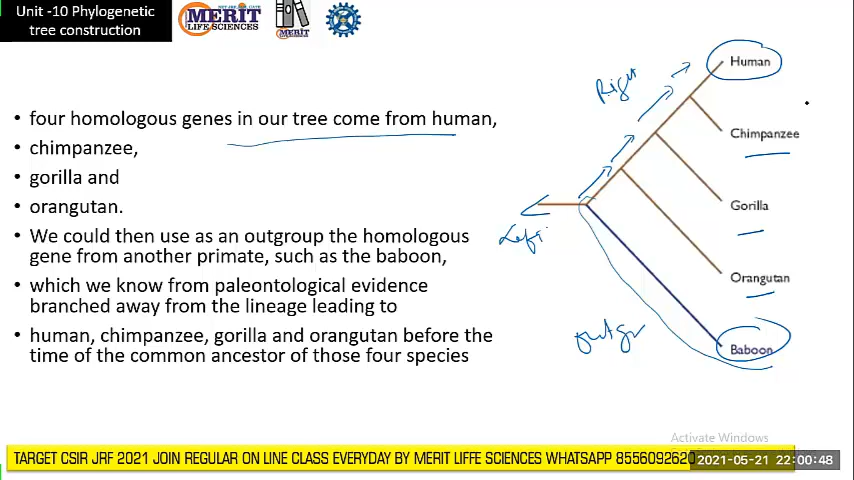 Unit -10 Phylogenetic
tree construction
MERIT
LIFE SCIENCES
MERIT
• four homologous genes in our tree come from human,
• chimpanzee,
• gorilla and
• orangutan.
• We could then use as an outgroup the homologous
gene from another primate, such as the baboon,
• which we know from paleontological evidence
branched away from the lineage leading to
• human, chimpanzee, gorilla and orangutan before the
time of the common ancestor of those four species
Right
Human
Chimpanzee
Gorilla
Left
Orangutan
outgr
Baboon
Activate Windows
TARGET CSIR JRF 2021 JOIN REGULAR ON LINE CLASS EVERYDAY BY MERIT LIFFE SCIENCES WHATSAPP 8556092620
2021-05-21 22:00:48